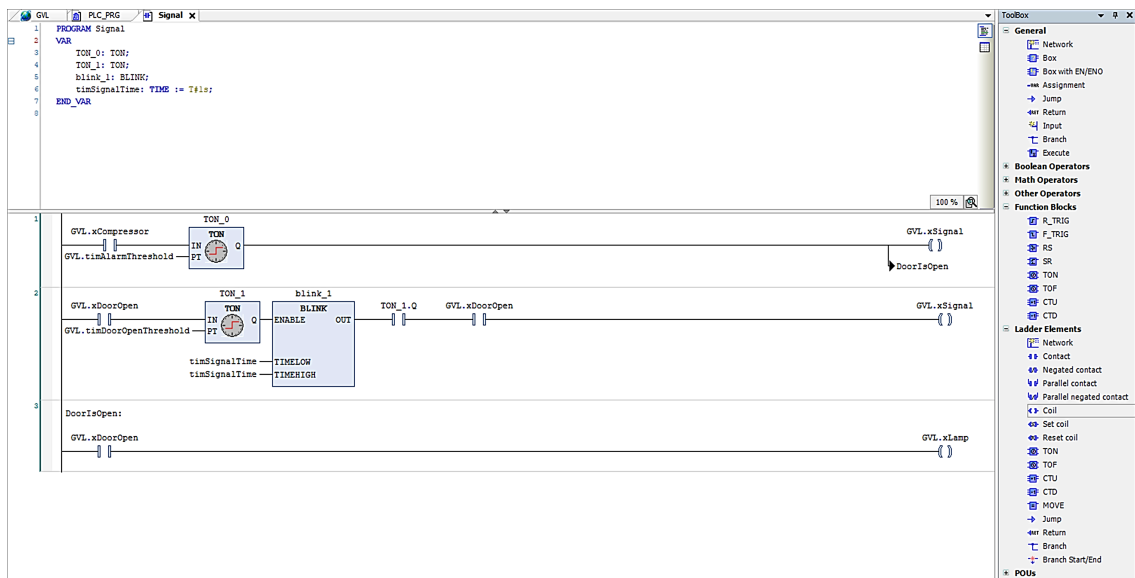 GVL
PLC_PRG
Signal
1 PROGRAM Signal
2 VAR
3 TON_0: TON;
4 TON_1: TON;
5 blink_1: BLINK;
6 timSignalTime: TIME := T#1s;
7 END_VAR
8
100 %
1
TON_0
GVL.xCompressor
TON
GVL.xSignal
IN Q
GVL.timAlarmThreshold
PT
DoorIsOpen
2
TON_1
blink_1
GVL.xDoorOpen
TON
BLINK
TON_1.Q
GVL.xDoorOpen
GVL.xSignal
IN Q
ENABLE OUT
GVL.timDoorOpenThreshold
PT
timSignalTime
TIMELOW
timSignalTime
TIMEHIGH
3
DoorIsOpen:
GVL.xDoorOpen
GVL.xLamp
ToolBox
General
Network
Box
Box with EN/ENO
Assignment
Jump
Return
Input
Branch
Execute
Boolean Operators
Math Operators
Other Operators
Function Blocks
R_TRIG
F_TRIG
RS
SR
TON
TOF
CTU
CTD
Ladder Elements
Network
Contact
Negated contact
Parallel contact
Parallel negated contact
Coil
Set coil
Reset coil
TON
TOF
CTU
CTD
MOVE
Jump
Return
Branch
Branch Start/End
POUs